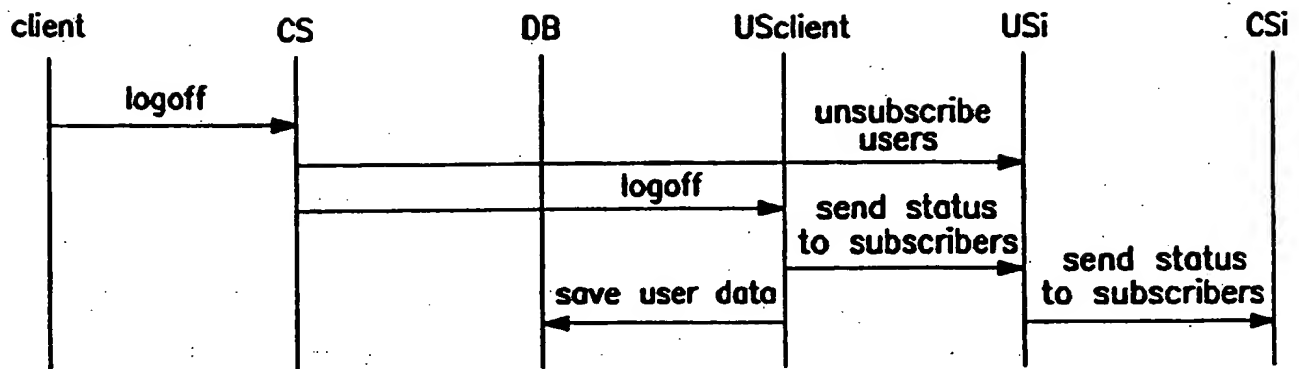 client
CS
DB
USclient
USi
CSi
logoff
unsubscribe
users
logoff
send status
to subscribers
send status
to subscribers
save user data